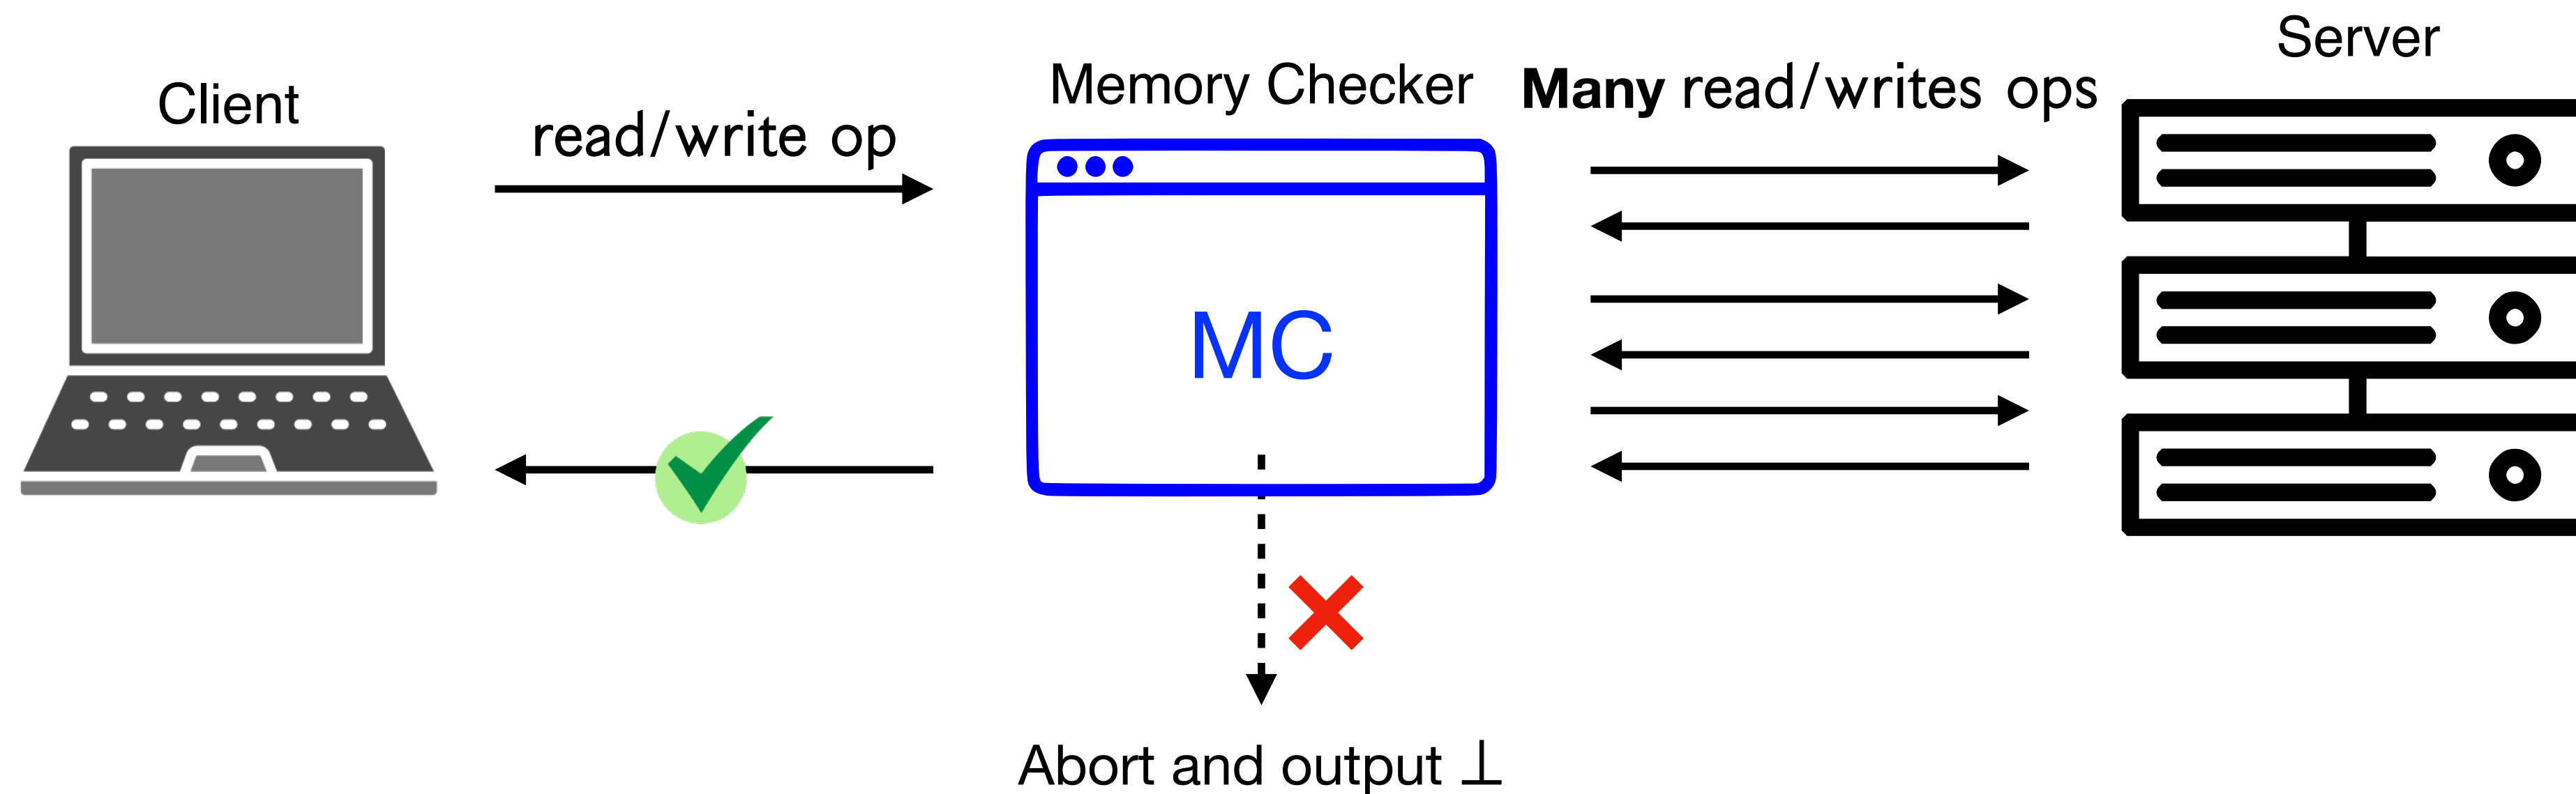 Client
read/write op
Memory Checker
Many read/writes ops
Server
MC
Abort and output ⊥